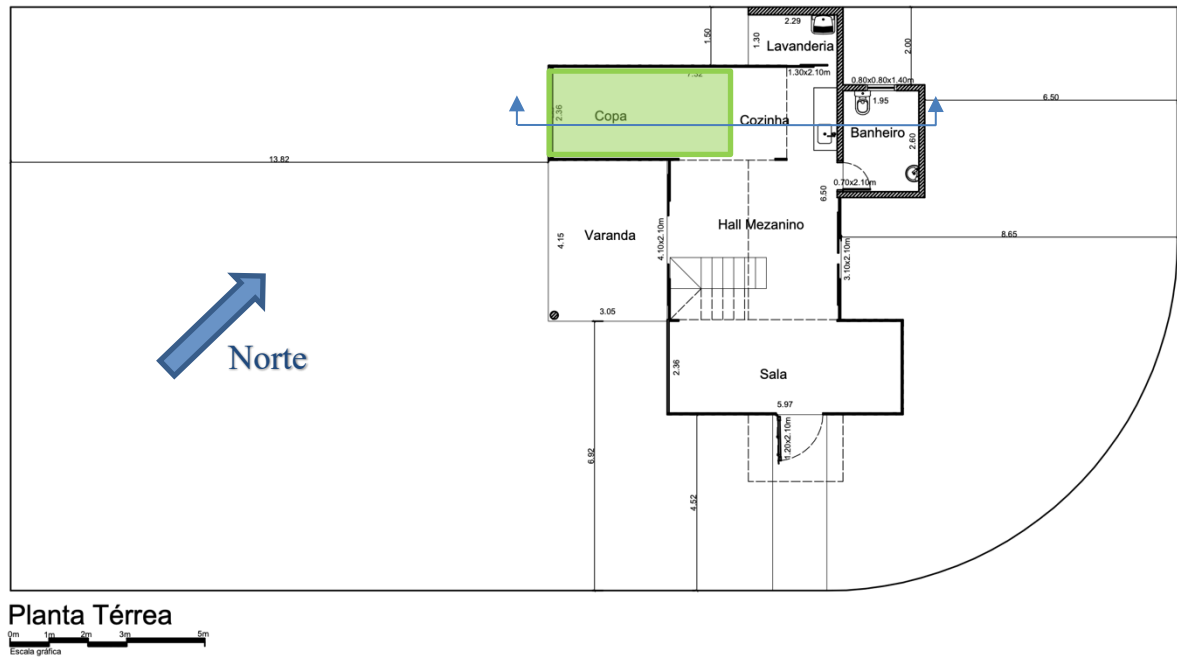 2.29
Lavanderia
1.30
1.50
2.00
1.30x2.10m
7.32
0.80x0.80x1.40m
1.95
6.50
2.36
Copa
Cozinha
Banheiro
2.60
13.82
0.70x2.10m
6.50
Hall Mezanino
Varanda
4.15
4.10x2.10m
3.10x2.10m
8.65
3.05
Norte
2.36
Sala
5.97
1.20x2.10m
6.92
4.52
Planta Térrea
0m 1m 2m 3m 5m
Escala gráfica